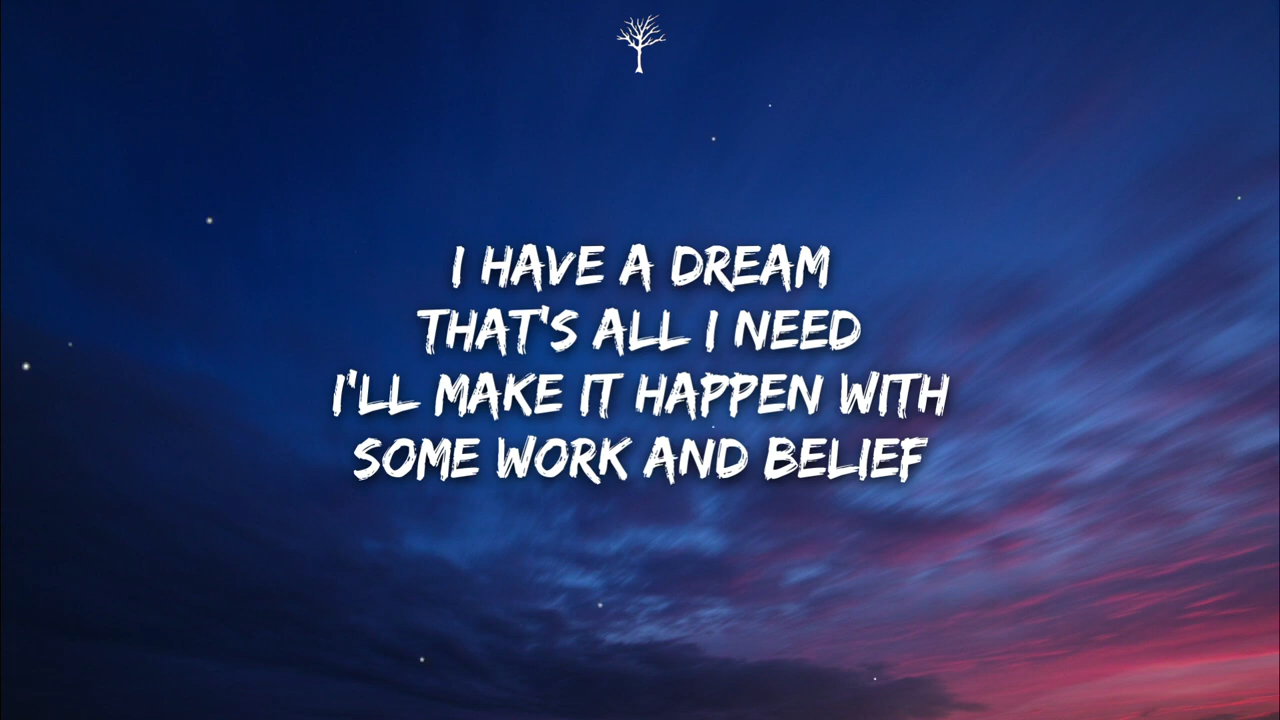 I HAVE A DREAM
THAT'S ALL I NEED
I'LL MAKE IT HAPPEN WITH
SOME WORK AND BELIEF